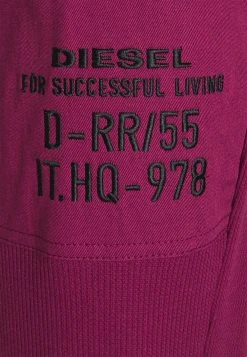 DIESEL
FOR SUCCESSFUL LIVING
D-RR/55
IT.HQ-978